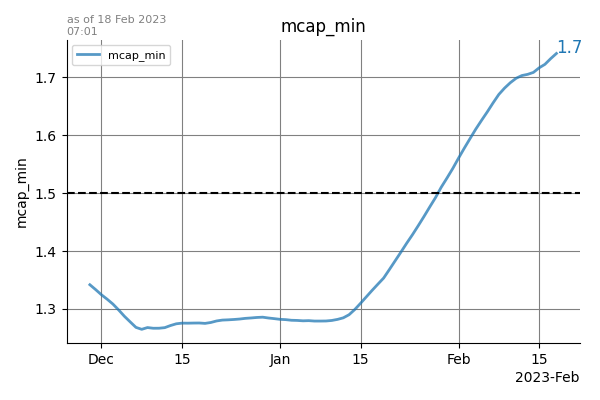 as of 18 Feb 2023
07:01
mcap_min
1.7
mcap_min
mcap_min
1.7
1.6
1.5
1.4
1.3
Dec 15 Jan 15 Feb 15
2023-Feb